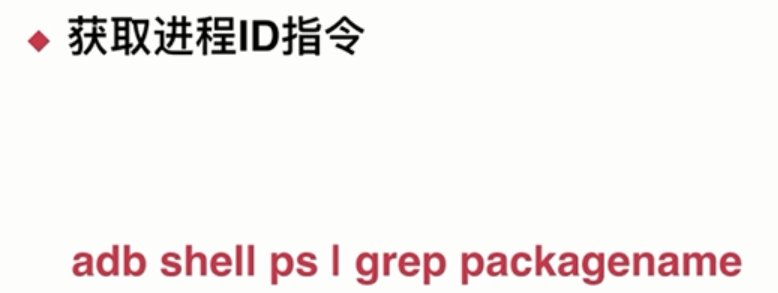 获取进程ID指令
adb shell ps | grep packagename